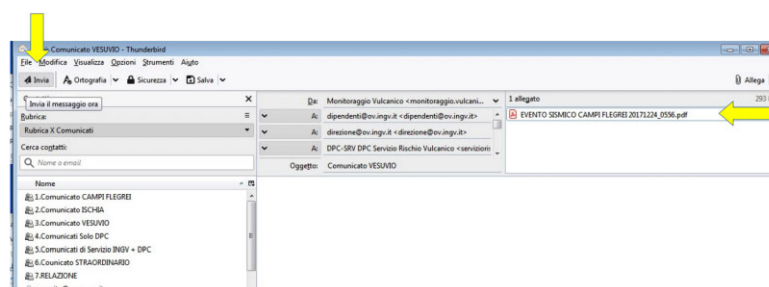 Comunicato VESUVIO - Thunderbird
File Modifica Visualizza Opzioni Strumenti Aiuto
Invia Ortografia Sicurezza Salva Allega
Invia il messaggio ora
Rubrica:
Rubrica X Comunicati
Cerca contatti:
Nome o email
Nome
1.Comunicato CAMPI FLEGREI
2.Comunicato ISCHIA
3.Comunicato VESUVIO
4.Comunicati Solo DPC
5.Comunicati di Servizio INGV + DPC
6.Counicato STRAORDINARIO
7.RELAZIONE
Da: Monitoraggio Vulcanico <monitoraggio.vulcani...
A: dipendenti@ov.ingv.it <dipendenti@ov.ingv.it>
A: direzione@ov.ingv.it <direzione@ov.ingv.it>
A: DPC-SRV DPC Servizio Rischio Vulcanico <servizioris
Oggetto: Comunicato VESUVIO
1 allegato 293
EVENTO SISMICO CAMPI FLEGREI 20171224_0556.pdf